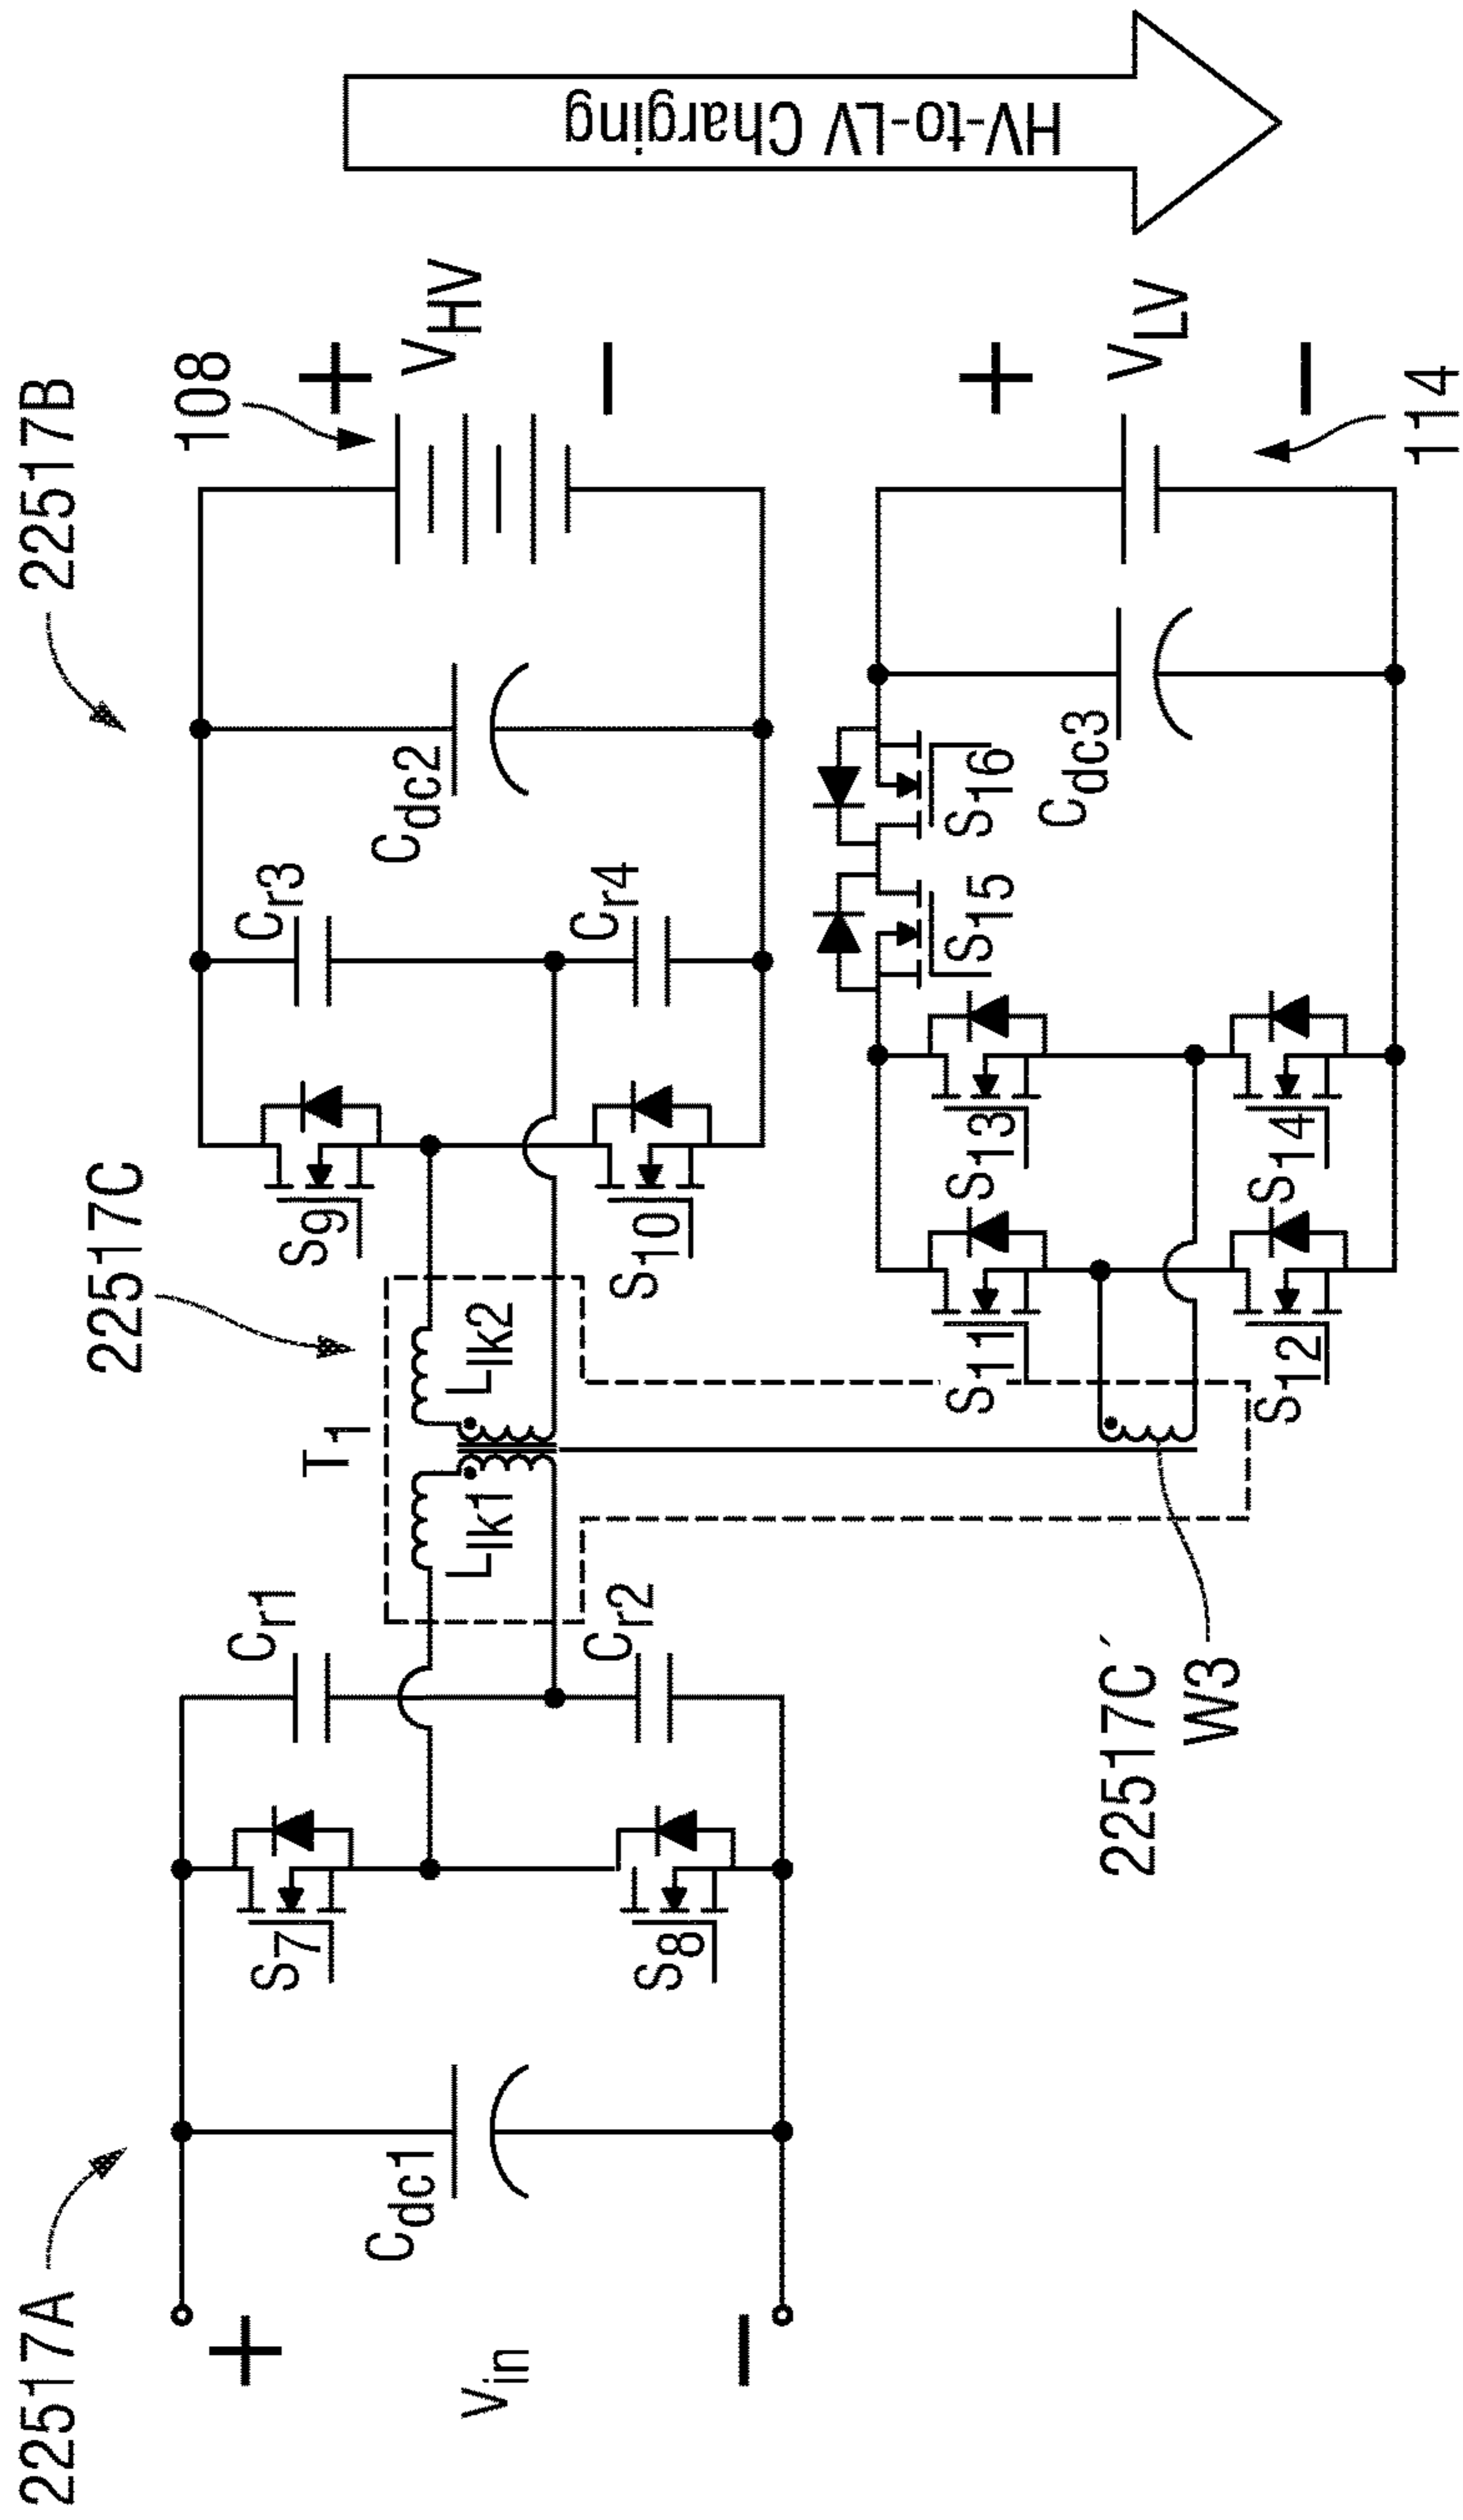 22517A
22517B
22517C
108
+
V_in
−
C_dc1
S_7
S_8
C_r1
C_r2
T_1
L_lk1
L_lk2
S_9
S_10
C_r3
C_r4
C_dc2
+
V_HV
−
22517C´
W3
S_11
S_12
S_13
S_14
S_15
S_16
C_dc3
+
V_LV
−
114
HV-to-LV Charging